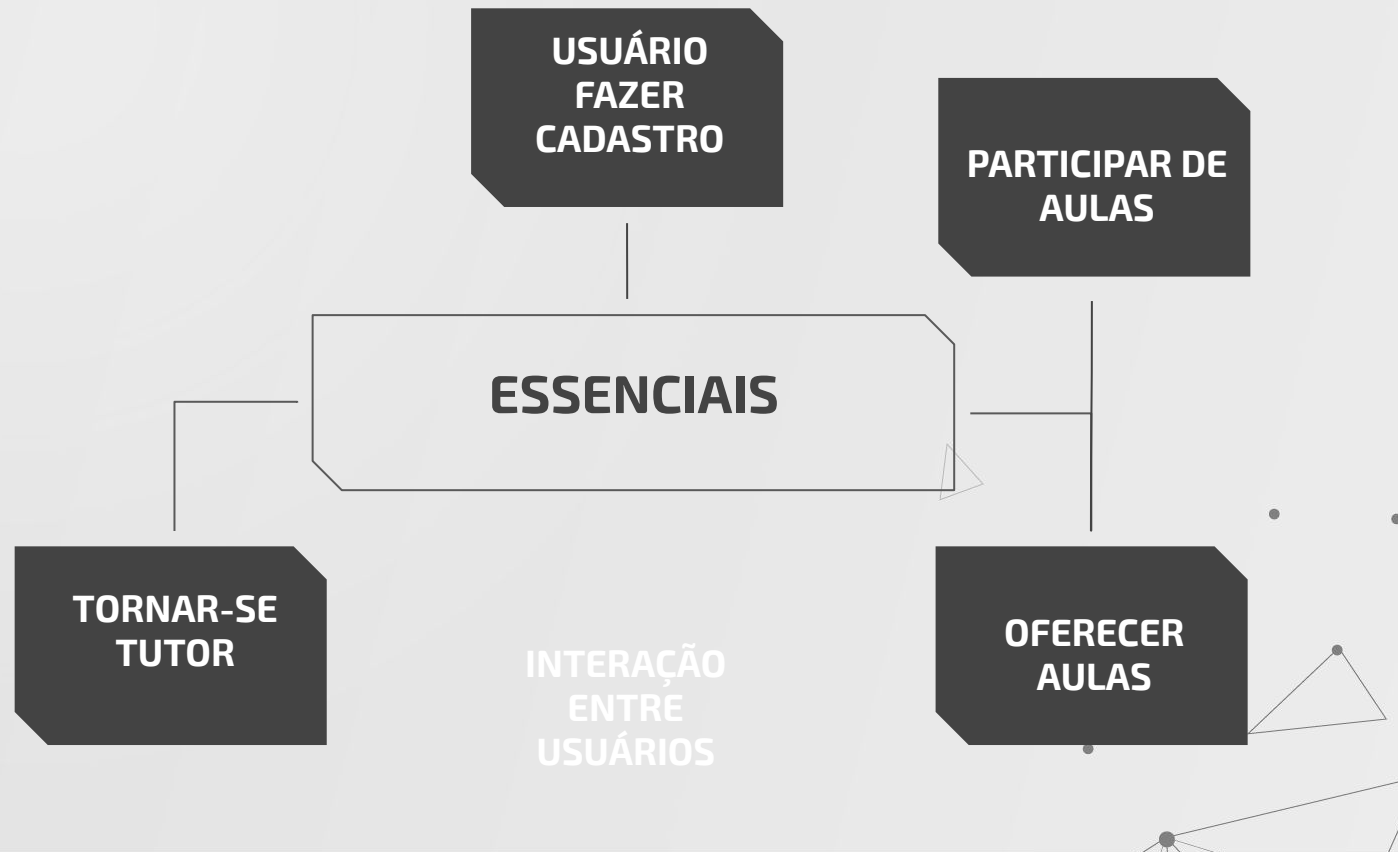 USUÁRIO
FAZER
CADASTRO
PARTICIPAR DE
AULAS
ESSENCIAIS
TORNAR-SE
TUTOR
INTERAÇÃO
ENTRE
USUÁRIOS
OFERECER
AULAS